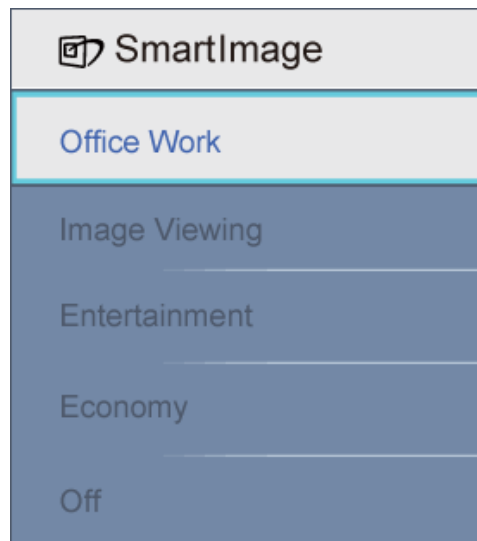 SmartImage
Office Work
Image Viewing
Entertainment
Economy
Off